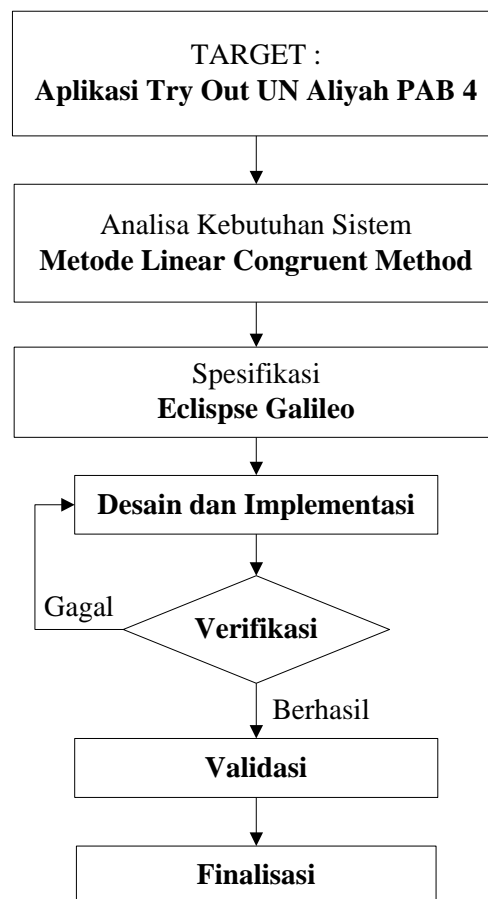 TARGET :
Aplikasi Try Out UN Aliyah PAB 4
Analisa Kebutuhan Sistem
Metode Linear Congruent Method
Spesifikasi
Eclispse Galileo
Desain dan Implementasi
Gagal
Verifikasi
Berhasil
Validasi
Finalisasi